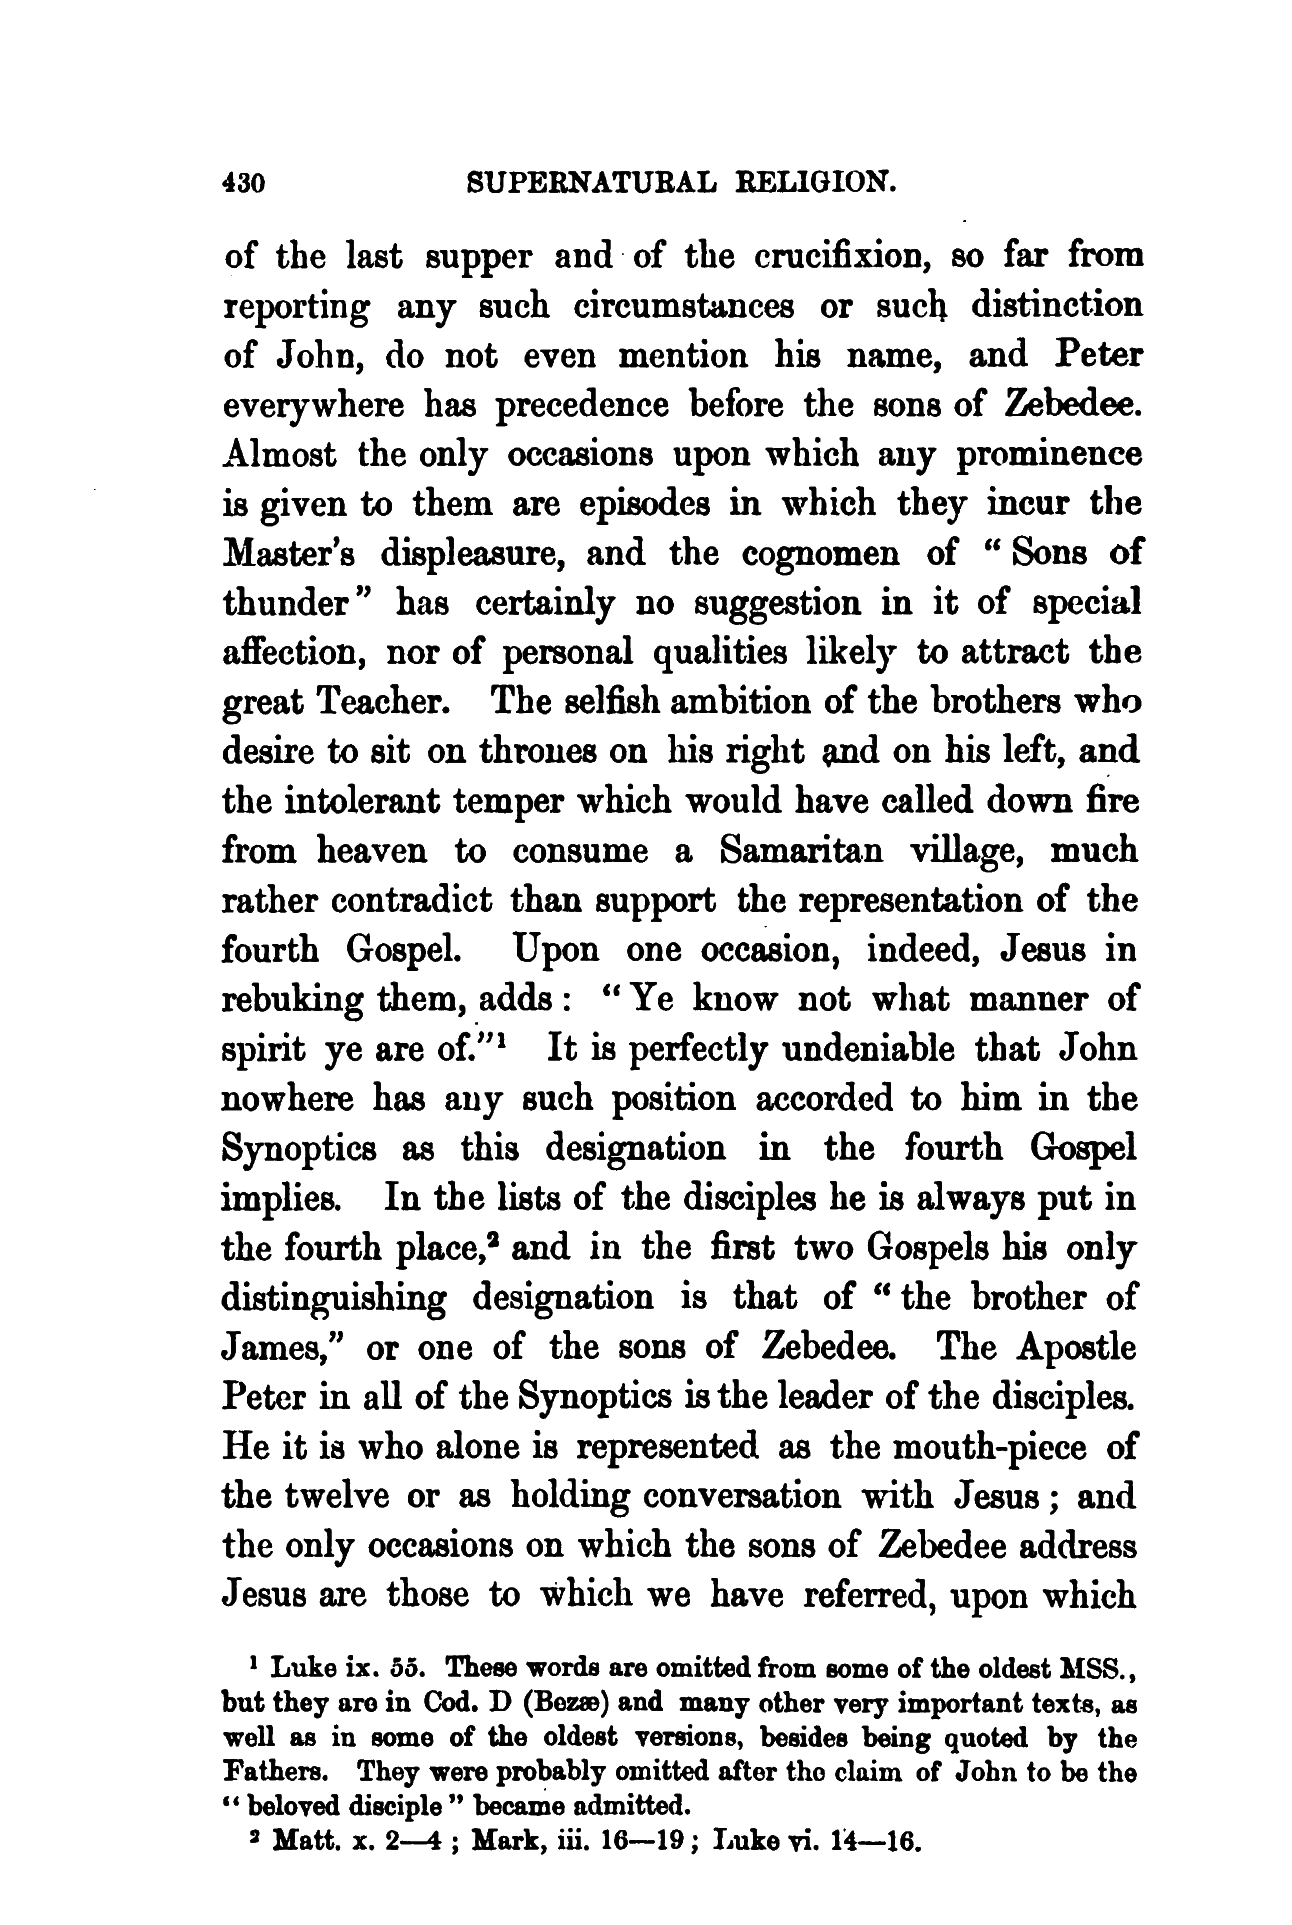 430 SUPERNATURAL RELIGION.
of the last supper and of the crucifixion, so far from
reporting any such circumstances or such distinction
of John, do not even mention his name, and Peter
everywhere has precedence before the sons of Zebedee.
Almost the only occasions upon which any prominence
is given to them are episodes in which they incur the
Master's displeasure, and the cognomen of “Sons of
thunder” has certainly no suggestion in it of special
affection, nor of personal qualities likely to attract the
great Teacher. The selfish ambition of the brothers who
desire to sit on thrones on his right and on his left, and
the intolerant temper which would have called down fire
from heaven to consume a Samaritan village, much
rather contradict than support the representation of the
fourth Gospel. Upon one occasion, indeed, Jesus in
rebuking them, adds: “Ye know not what manner of
spirit ye are of.”¹ It is perfectly undeniable that John
nowhere has any such position accorded to him in the
Synoptics as this designation in the fourth Gospel
implies. In the lists of the disciples he is always put in
the fourth place,² and in the first two Gospels his only
distinguishing designation is that of “the brother of
James,” or one of the sons of Zebedee. The Apostle
Peter in all of the Synoptics is the leader of the disciples.
He it is who alone is represented as the mouth-piece of
the twelve or as holding conversation with Jesus; and
the only occasions on which the sons of Zebedee address
Jesus are those to which we have referred, upon which
¹ Luke ix. 55. These words are omitted from some of the oldest MSS.,
but they are in Cod. D (Bezæ) and many other very important texts, as
well as in some of the oldest versions, besides being quoted by the
Fathers. They were probably omitted after the claim of John to be the
“beloved disciple” became admitted.
² Matt. x. 2—4; Mark, iii. 16—19; Luke vi. 14—16.